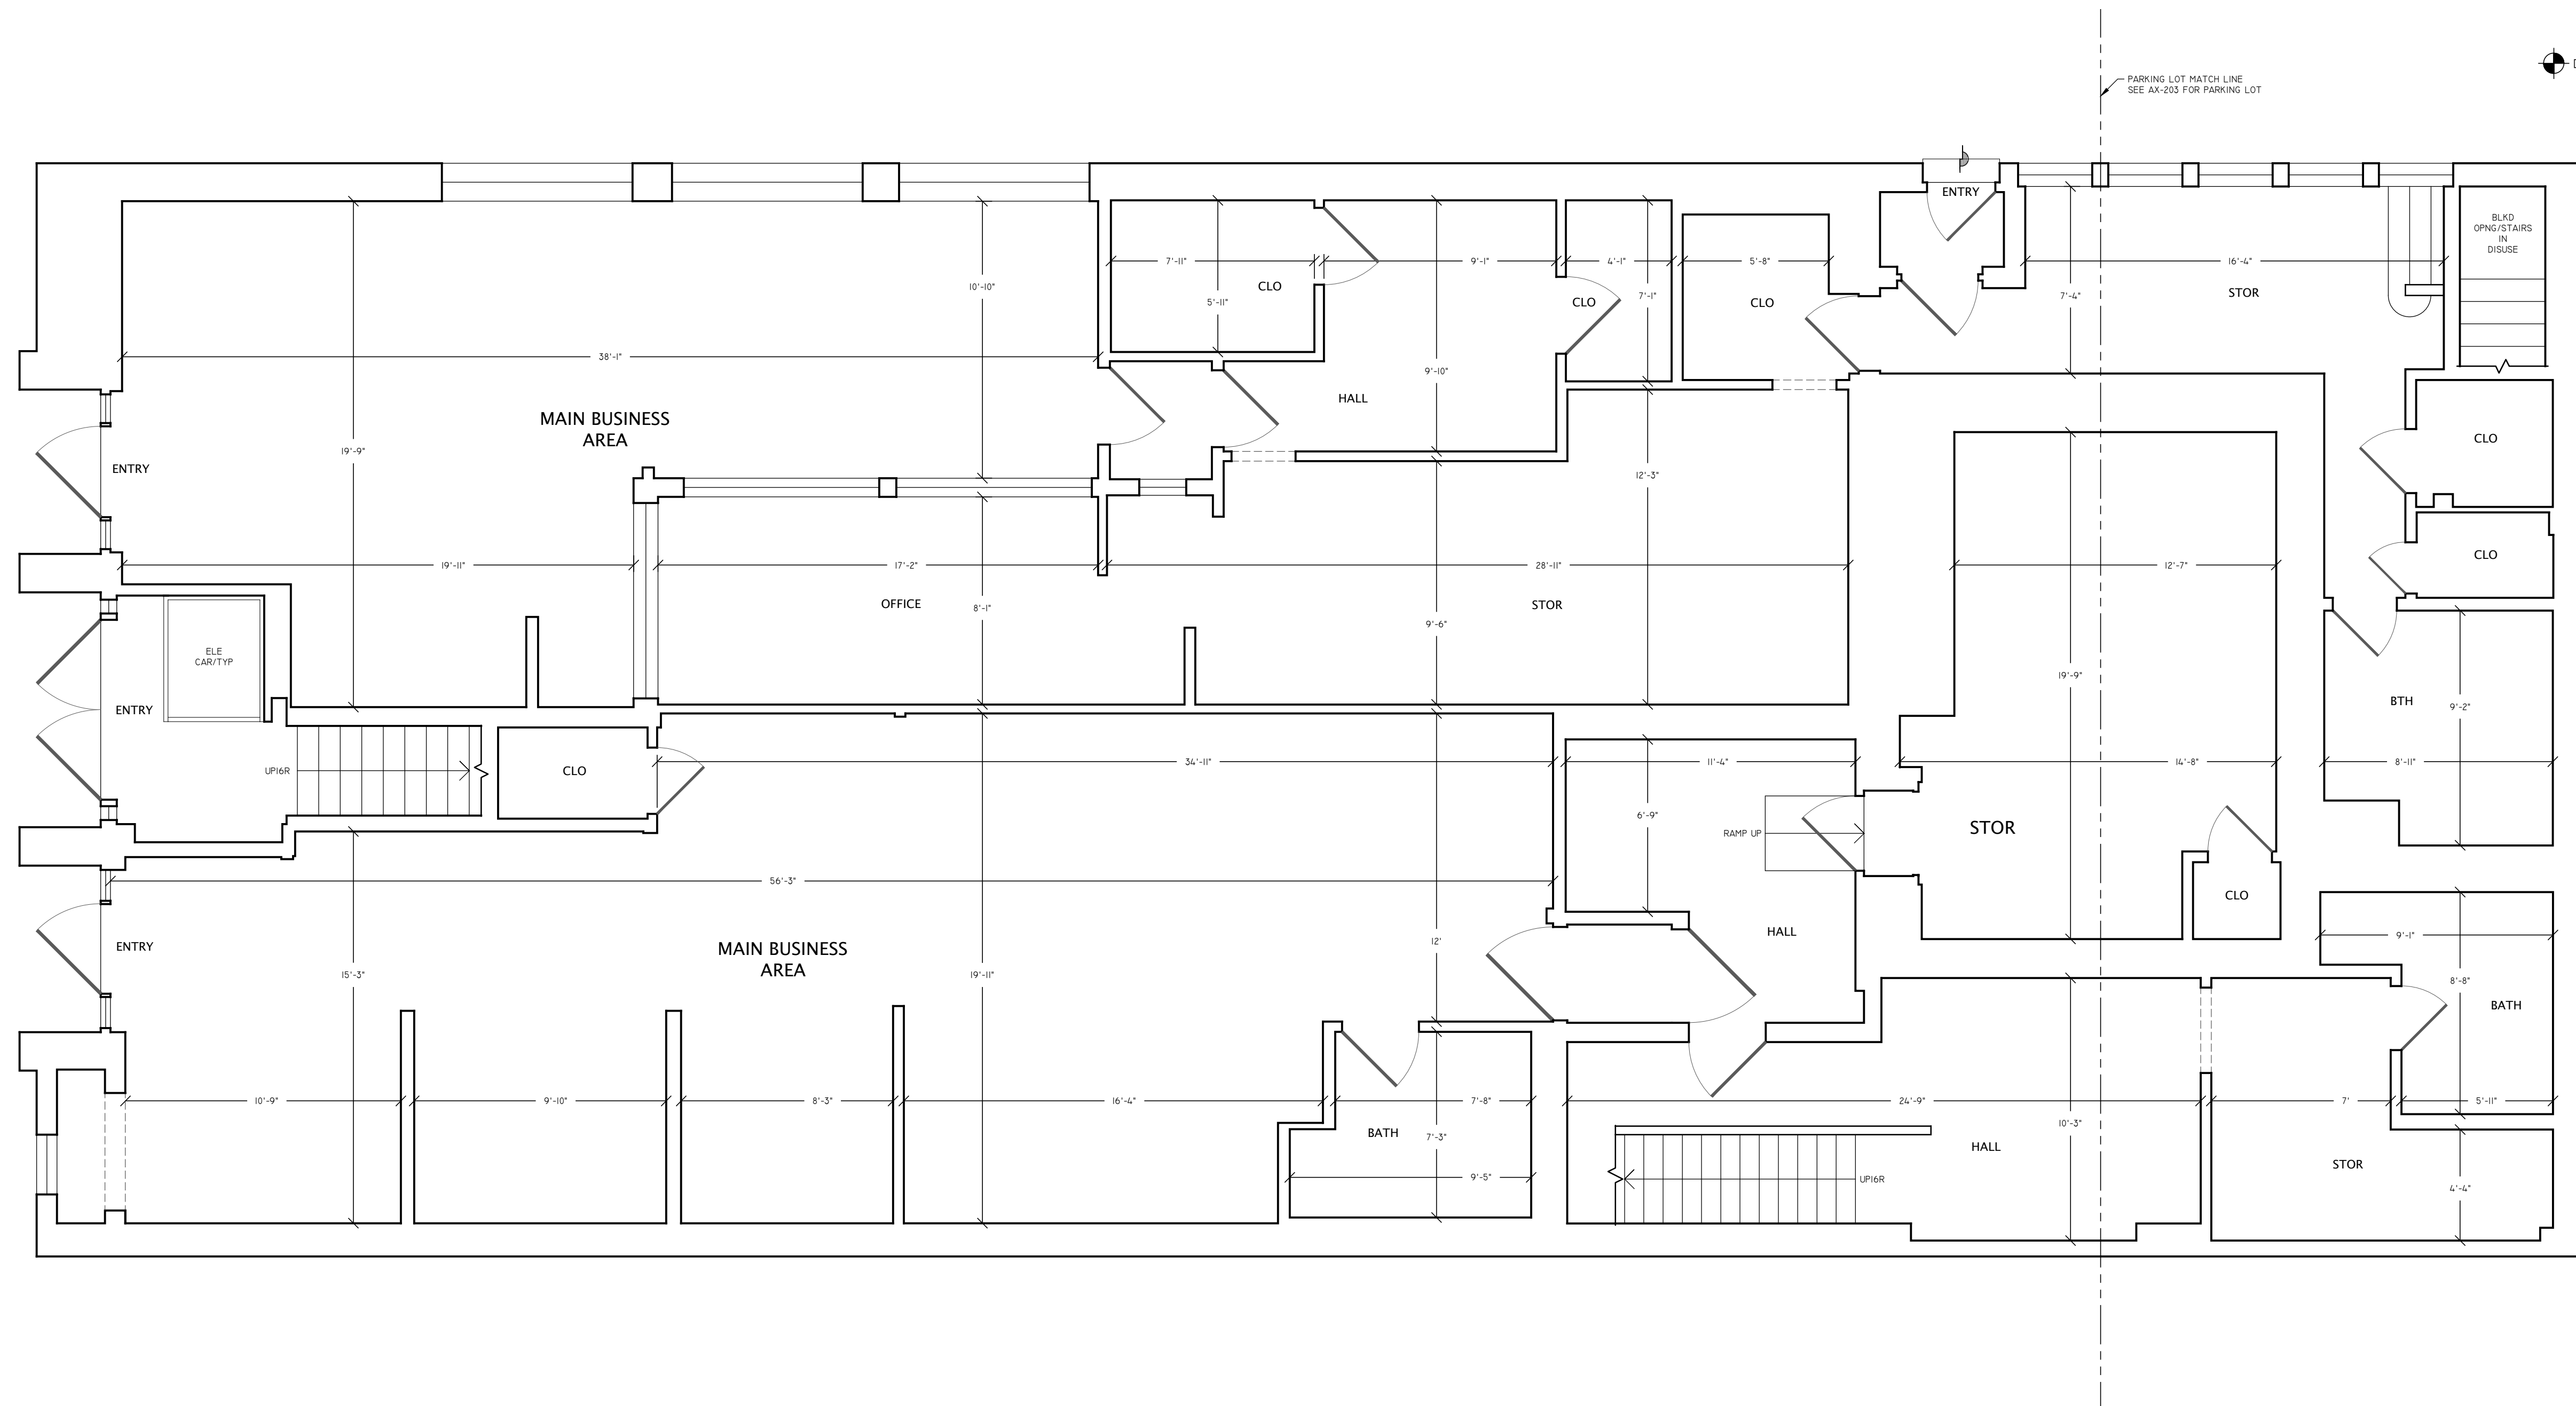 PARKING LOT MATCH LINE
SEE AX-203 FOR PARKING LOT
ENTRY
BLKD
OPNG/STAIRS
IN
DISUSE
7'-11"
9'-1"
4'-1"
5'-8"
16'-4"
10'-10"
CLO
5'-11"
CLO
7'-1"
CLO
7'-4"
STOR
38'-1"
9'-10"
HALL
MAIN BUSINESS
AREA
19'-9"
ENTRY
12'-3"
CLO
19'-11"
17'-2"
28'-11"
12'-7"
CLO
OFFICE
8'-1"
STOR
9'-6"
ELE
CAR/TYP
19'-9"
BTH
9'-2"
ENTRY
UP16R
CLO
34'-11"
11'-4"
14'-8"
8'-11"
6'-9"
RAMP UP
STOR
56'-3"
CLO
ENTRY
MAIN BUSINESS
AREA
12'
HALL
9'-1"
15'-3"
19'-11"
8'-8"
BATH
10'-9"
9'-10"
8'-3"
16'-4"
7'-8"
24'-9"
7'
5'-11"
BATH
7'-3"
10'-3"
HALL
STOR
9'-5"
UP16R
4'-4"